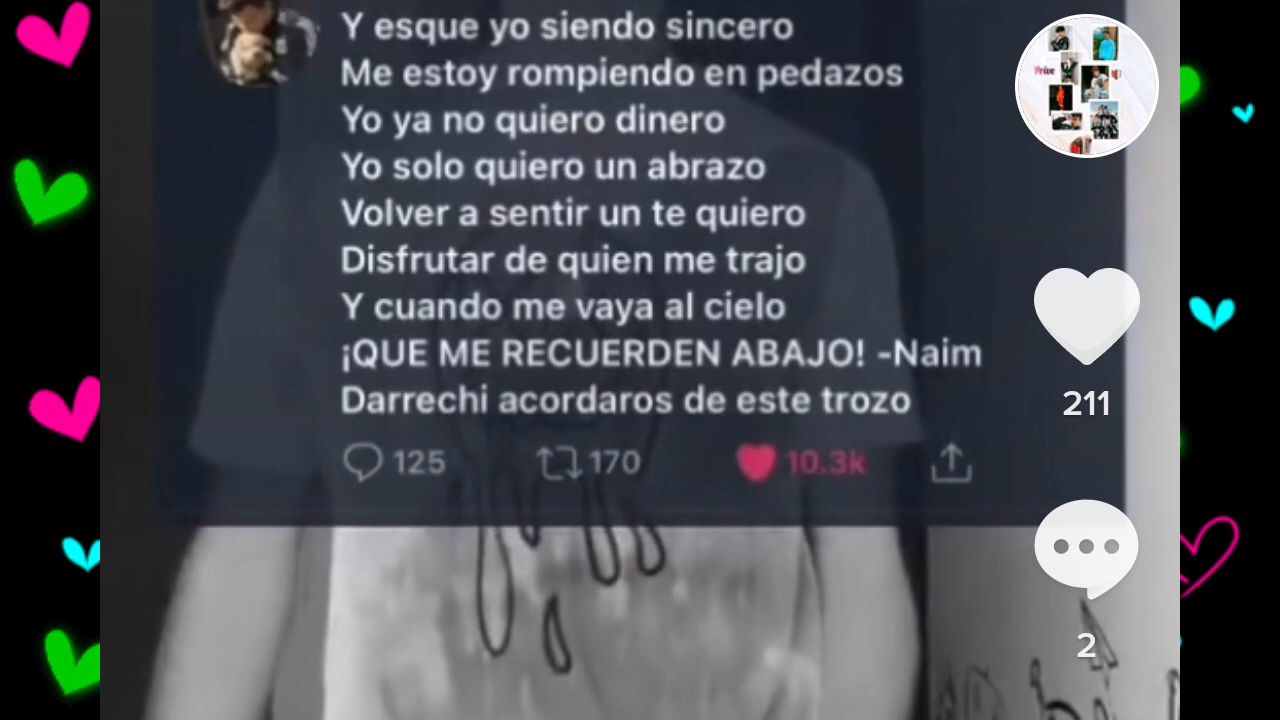 Y esque yo siendo sincero
Me estoy rompiendo en pedazos
Yo ya no quiero dinero
Yo solo quiero un abrazo
Volver a sentir un te quiero
Disfrutar de quien me trajo
Y cuando me vaya al cielo
¡QUE ME RECUERDEN ABAJO! -Naim
Darrechi acordaros de este trozo
125 170 10.3k
Prive
211
2